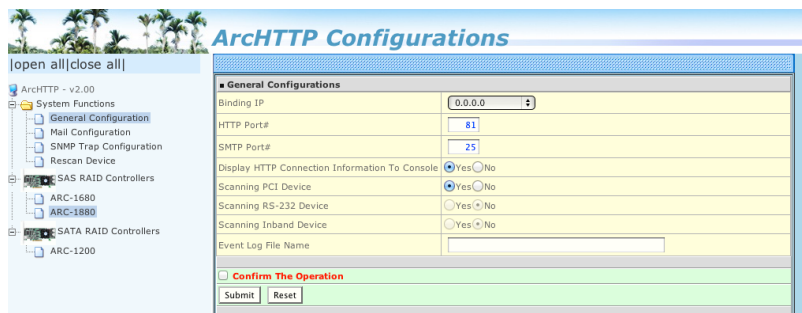 ArcHTTP Configurations
|open all|close all|
ArcHTTP - v2.00
System Functions
General Configuration
Mail Configuration
SNMP Trap Configuration
Rescan Device
SAS RAID Controllers
ARC-1680
ARC-1880
SATA RAID Controllers
ARC-1200
General Configurations
Binding IP 0.0.0.0
HTTP Port# 81
SMTP Port# 25
Display HTTP Connection Information To Console Yes No
Scanning PCI Device Yes No
Scanning RS-232 Device Yes No
Scanning Inband Device Yes No
Event Log File Name
Confirm The Operation
Submit Reset